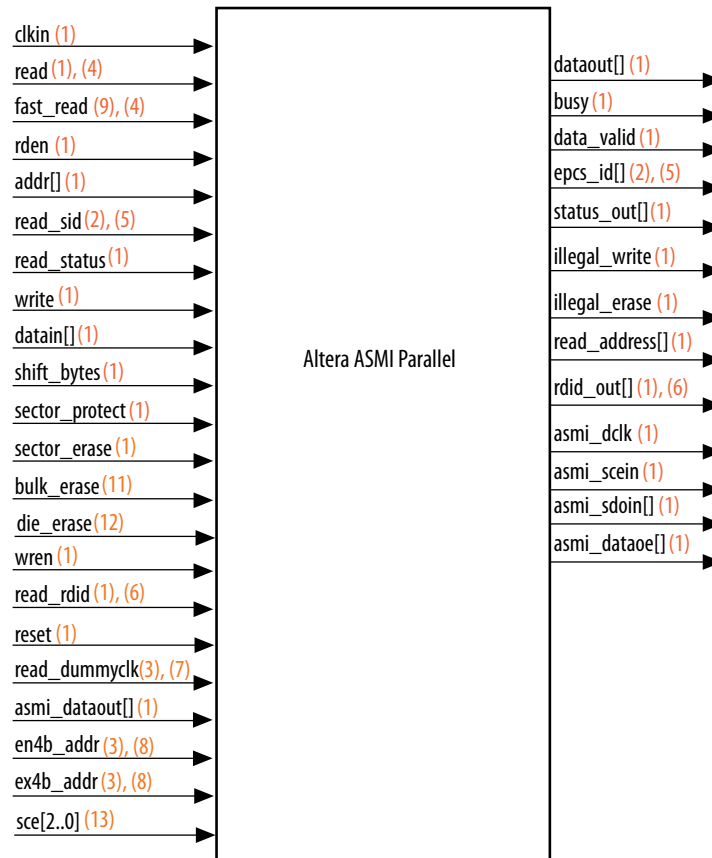 clkin (1)
read (1), (4)
fast_read (9), (4)
rden (1)
addr[] (1)
read_sid (2), (5)
read_status (1)
write (1)
datain[] (1)
shift_bytes (1)
sector_protect (1)
sector_erase (1)
bulk_erase (11)
die_erase (12)
wren (1)
read_rdid (1), (6)
reset (1)
read_dummyclk (3), (7)
asmi_dataout[] (1)
en4b_addr (3), (8)
ex4b_addr (3), (8)
sce[2..0] (13)
Altera ASMI Parallel
dataout[] (1)
busy (1)
data_valid (1)
epcs_id[] (2), (5)
status_out[] (1)
illegal_write (1)
illegal_erase (1)
read_address[] (1)
rdid_out[] (1), (6)
asmi_dclk (1)
asmi_scein (1)
asmi_sdoin[] (1)
asmi_dataoe[] (1)